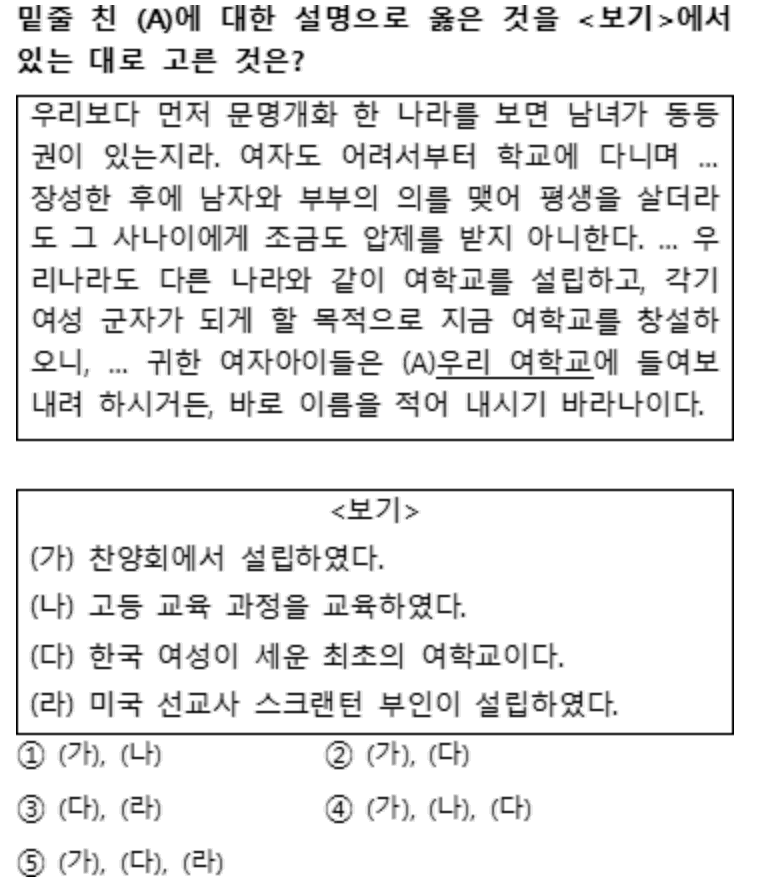 밑줄 친 (A)에 대한 설명으로 옳은 것을 <보기>에서
있는 대로 고른 것은?
우리보다 먼저 문명개화 한 나라를 보면 남녀가 동등
권이 있는지라. 여자도 어려서부터 학교에 다니며 ...
장성한 후에 남자와 부부의 의를 맺어 평생을 살더라
도 그 사나이에게 조금도 압제를 받지 아니한다. ... 우
리나라도 다른 나라와 같이 여학교를 설립하고, 각기
여성 군자가 되게 할 목적으로 지금 여학교를 창설하
오니, ... 귀한 여자아이들은 (A)우리 여학교에 들여보
내려 하시거든, 바로 이름을 적어 내시기 바라나이다.
<보기>
(가) 찬양회에서 설립하였다.
(나) 고등 교육 과정을 교육하였다.
(다) 한국 여성이 세운 최초의 여학교이다.
(라) 미국 선교사 스크랜턴 부인이 설립하였다.
① (가), (나) ② (가), (다)
③ (다), (라) ④ (가), (나), (다)
⑤ (가), (다), (라)